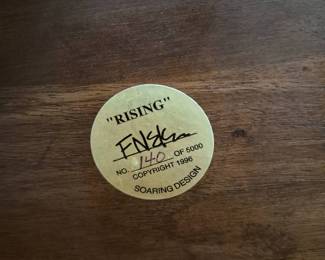 "RISING"
NO. 140 OF 5000
COPYRIGHT 1996
SOARING DESIGN